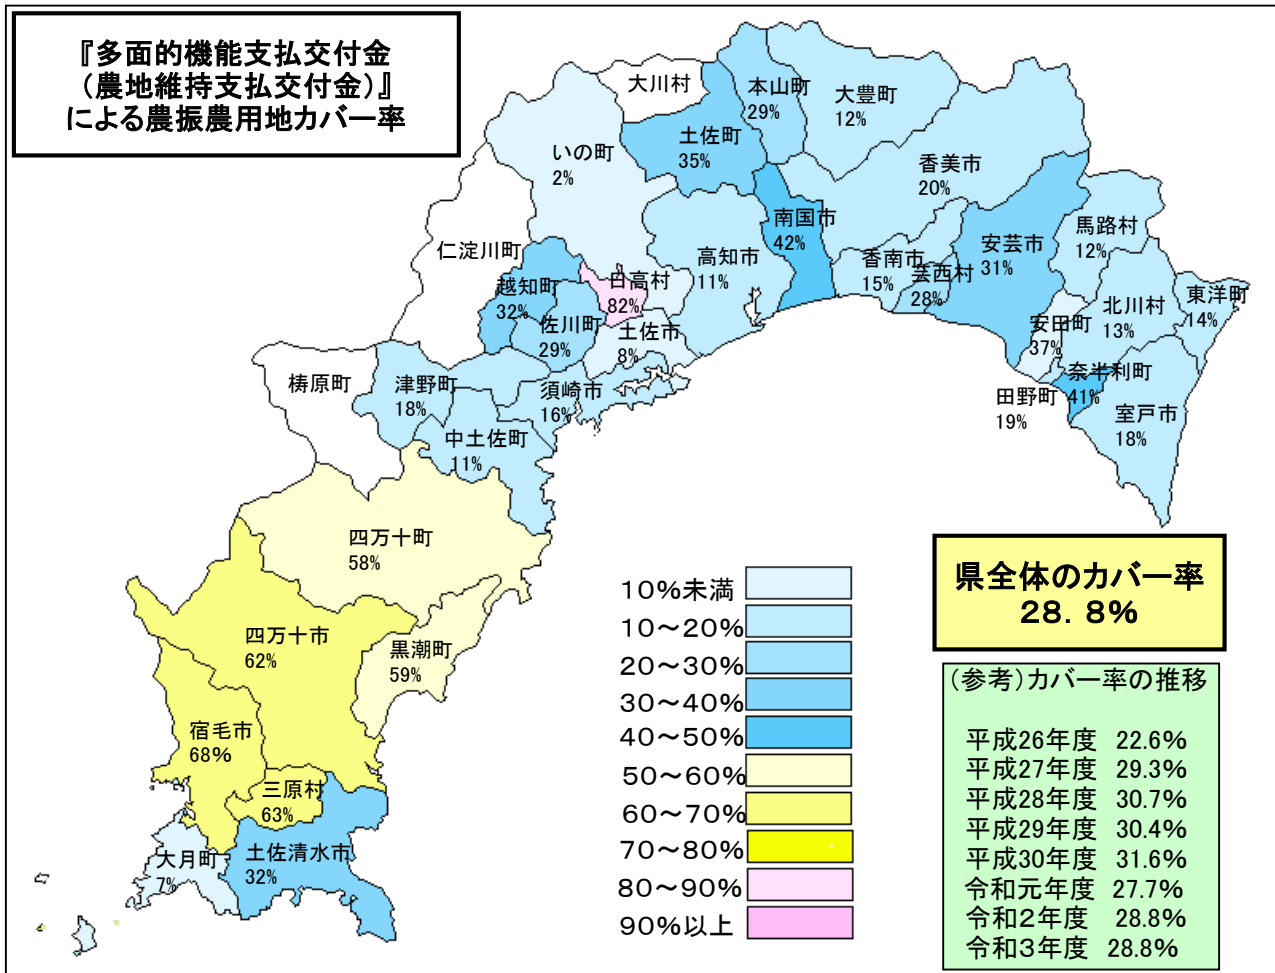 『多面的機能支払交付金
（農地維持支払交付金）』
による農振農用地カバー率
大川村
本山町
29%
大豊町
12%
土佐町
35%
いの町
2%
香美市
20%
南国市
42%
仁淀川町
高知市
11%
馬路村
12%
安芸市
31%
香南市
15%
芸西村
28%
越知町
32%
日高村
82%
佐川町
29%
土佐市
8%
北川村
13%
東洋町
14%
安田町
37%
奈半利町
41%
田野町
19%
室戸市
18%
梼原町
津野町
18%
須崎市
16%
中土佐町
11%
四万十町
58%
四万十市
62%
黒潮町
59%
宿毛市
68%
三原村
63%
大月町
7%
土佐清水市
32%
10%未満
10～20%
20～30%
30～40%
40～50%
50～60%
60～70%
70～80%
80～90%
90%以上
県全体のカバー率
２８．８％
（参考）カバー率の推移
平成26年度 22.6%
平成27年度 29.3%
平成28年度 30.7%
平成29年度 30.4%
平成30年度 31.6%
令和元年度 27.7%
令和２年度 28.8%
令和３年度 28.8%